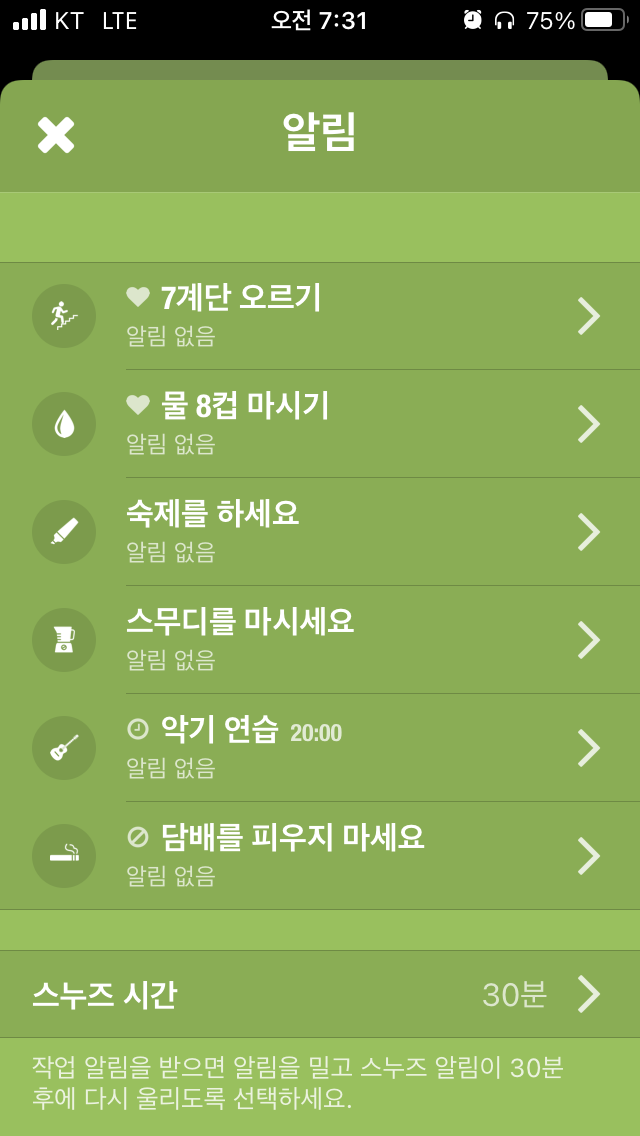 KT LTE 오전 7:31 75%
알림
7계단 오르기
알림 없음
물 8컵 마시기
알림 없음
숙제를 하세요
알림 없음
스무디를 마시세요
알림 없음
악기 연습 20:00
알림 없음
담배를 피우지 마세요
알림 없음
스누즈 시간 30분
작업 알림을 받으면 알림을 밀고 스누즈 알림이 30분
후에 다시 울리도록 선택하세요.